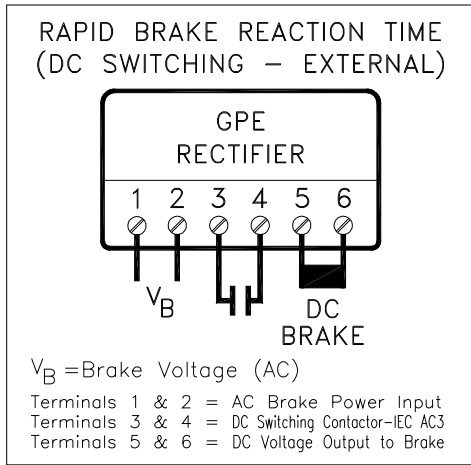 RAPID BRAKE REACTION TIME
(DC SWITCHING – EXTERNAL)
GPE
RECTIFIER
1 2 3 4 5 6
VB
DC
BRAKE
VB =Brake Voltage (AC)
Terminals 1 & 2 = AC Brake Power Input
Terminals 3 & 4 = DC Switching Contactor–IEC AC3
Terminals 5 & 6 = DC Voltage Output to Brake